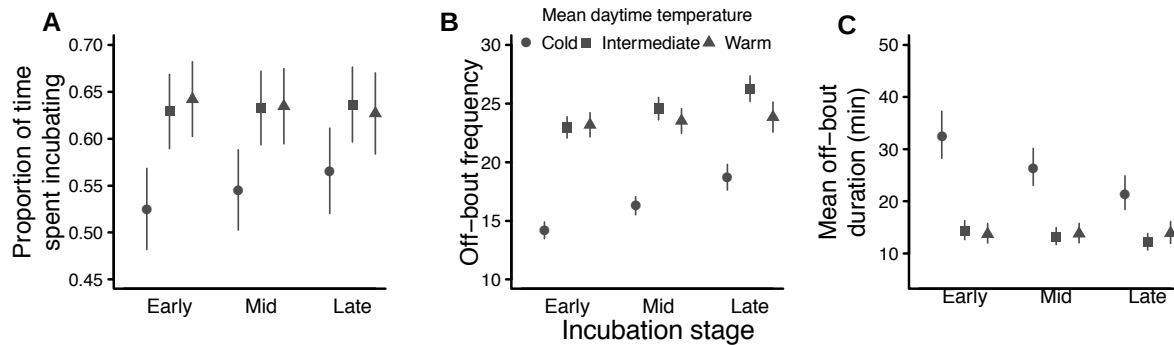 A
Proportion of time
spent incubating
0.70
0.65
0.60
0.55
0.50
0.45
Early Mid Late
B
Mean daytime temperature
Cold Intermediate Warm
Off−bout frequency
30
25
20
15
10
Early Mid Late
Incubation stage
C
Mean off−bout
duration (min)
50
40
30
20
10
Early Mid Late